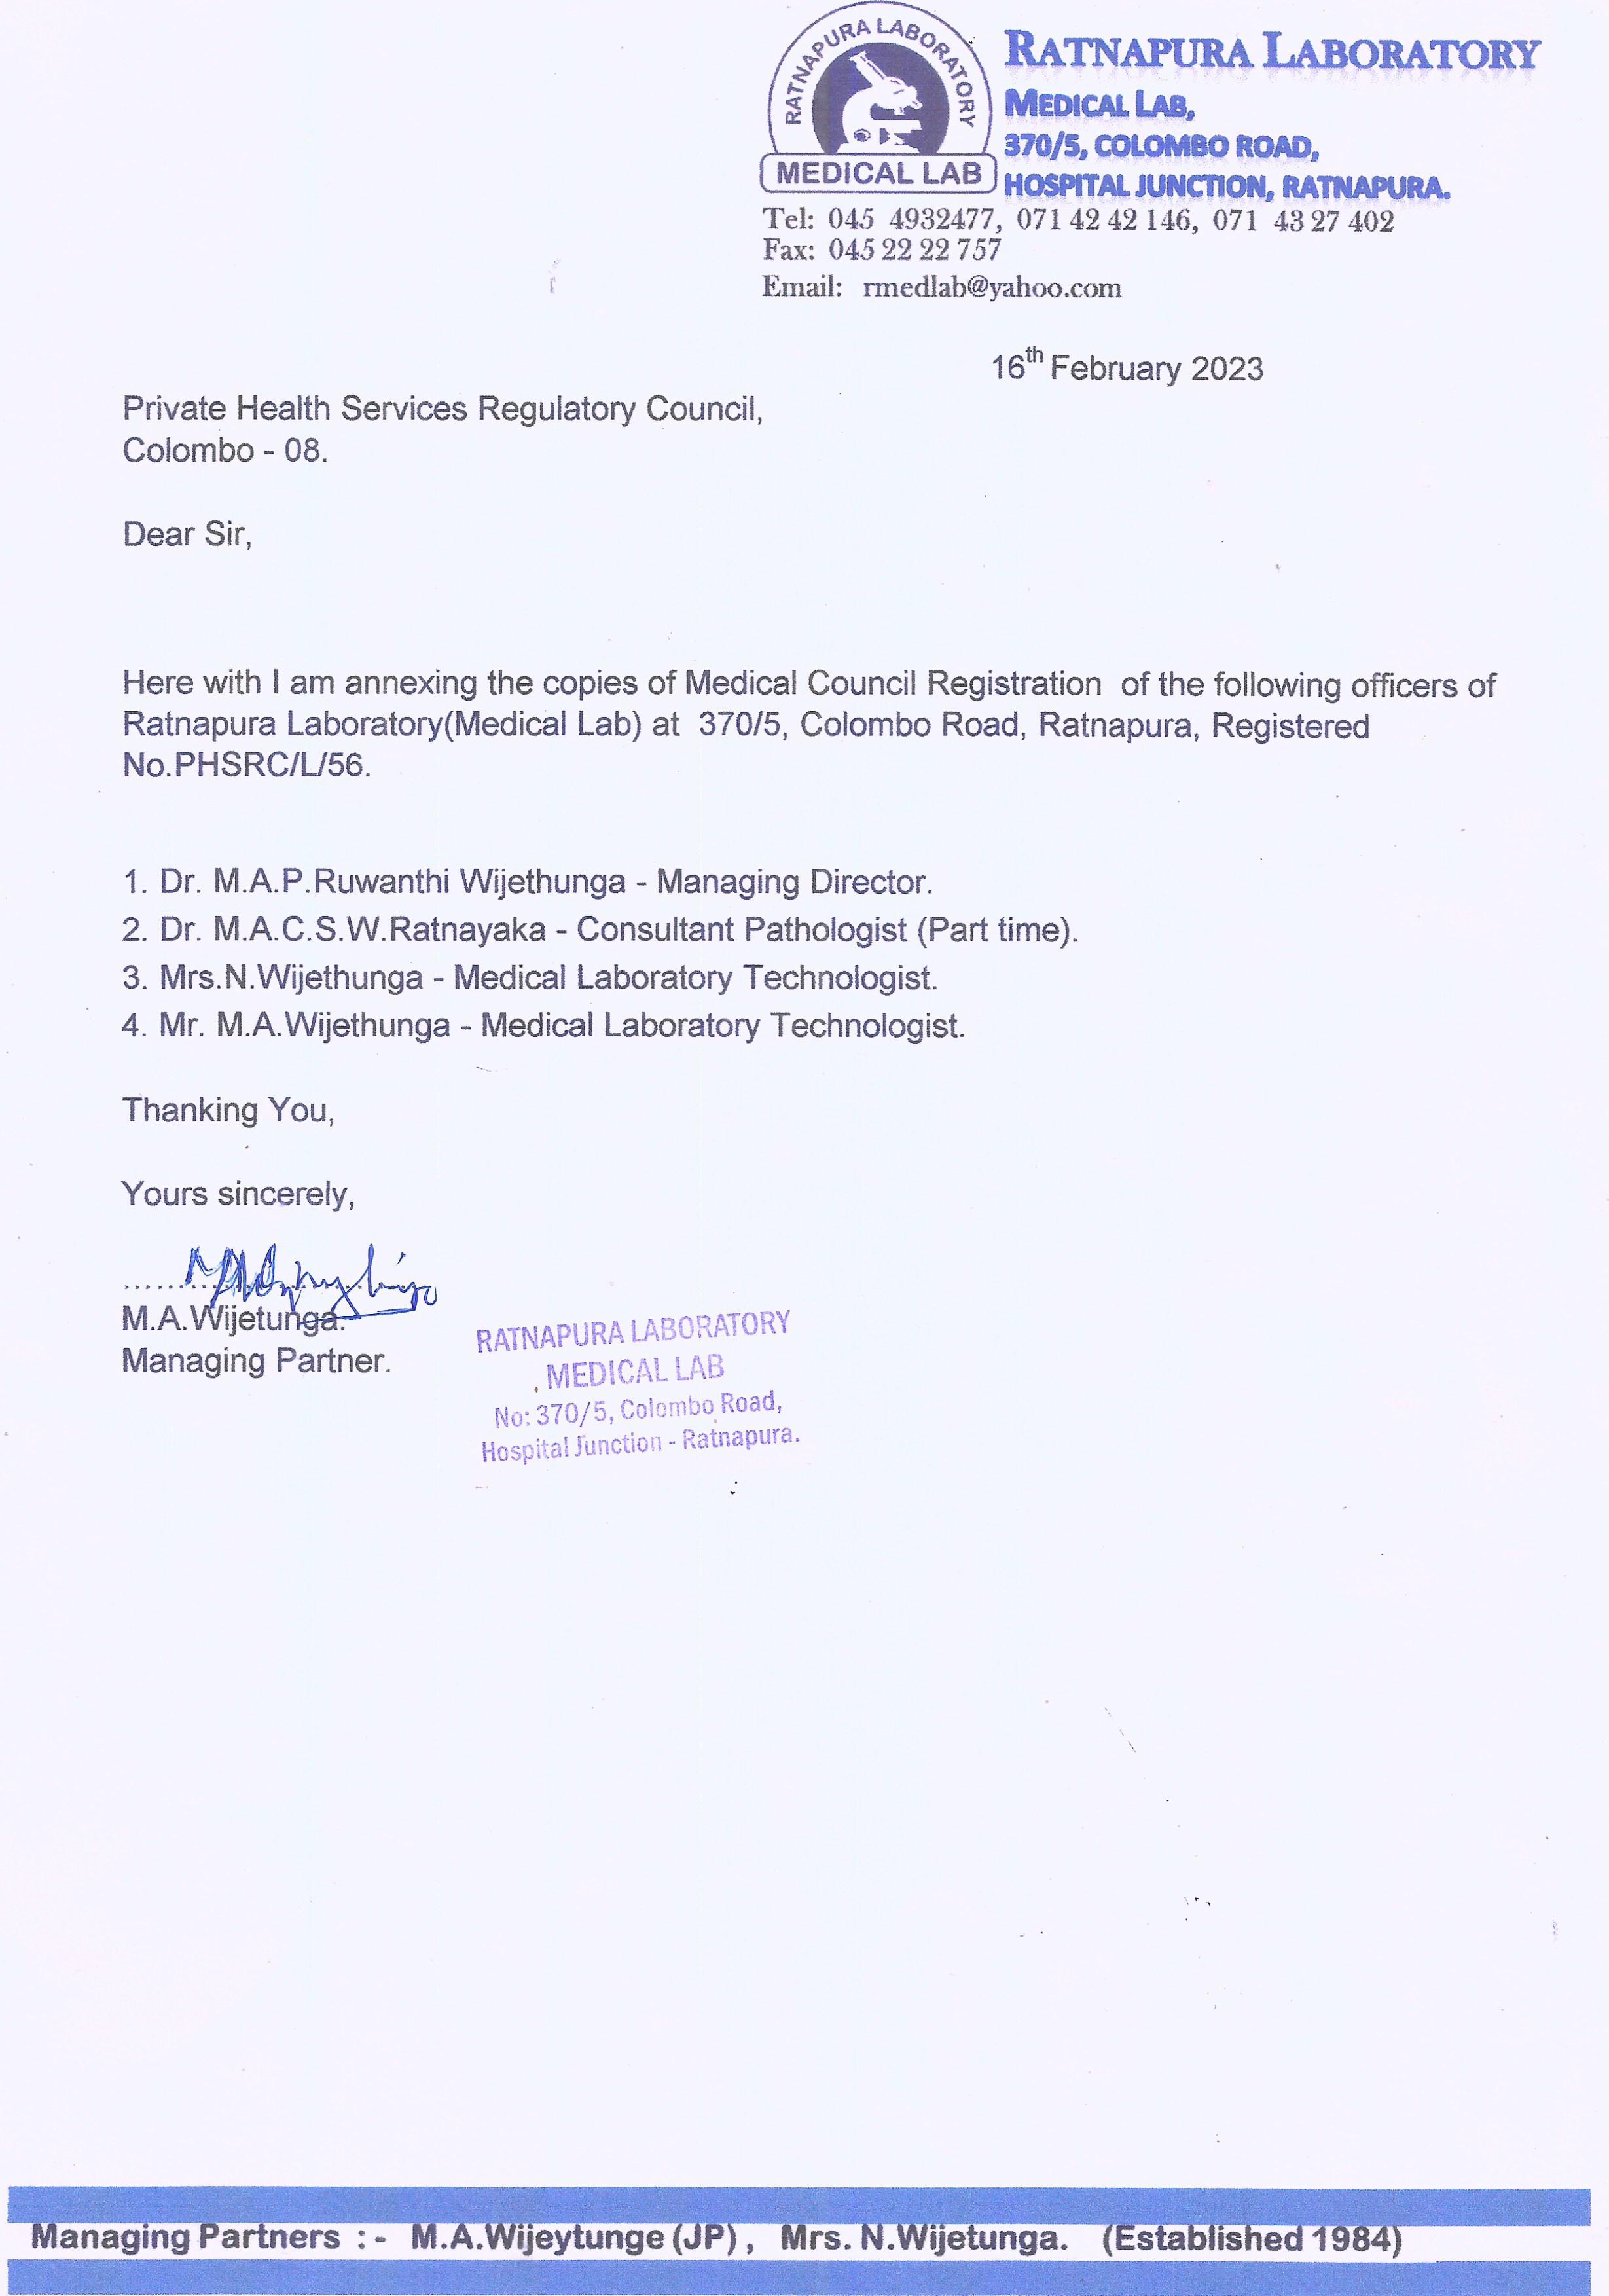 RATNAPURA LABORATORY
MEDICAL LAB
RATNAPURA LABORATORY
MEDICAL LAB,
370/5, COLOMBO ROAD,
HOSPITAL JUNCTION, RATNAPURA.
Tel: 045 4932477, 071 42 42 146, 071 43 27 402
Fax: 045 22 22 757
Email: rmedlab@yahoo.com
16th February 2023
Private Health Services Regulatory Council,
Colombo - 08.
Dear Sir,
Here with I am annexing the copies of Medical Council Registration of the following officers of
Ratnapura Laboratory(Medical Lab) at 370/5, Colombo Road, Ratnapura, Registered
No.PHSRC/L/56.
1. Dr. M.A.P.Ruwanthi Wijethunga - Managing Director.
2. Dr. M.A.C.S.W.Ratnayaka - Consultant Pathologist (Part time).
3. Mrs.N.Wijethunga - Medical Laboratory Technologist.
4. Mr. M.A.Wijethunga - Medical Laboratory Technologist.
Thanking You,
Yours sincerely,
M.A.Wijetunga.
Managing Partner.
RATNAPURA LABORATORY
MEDICAL LAB
No: 370/5, Colombo Road,
Hospital Junction - Ratnapura.
Managing Partners : - M.A.Wijeytunge (JP) , Mrs. N.Wijetunga. (Established 1984)